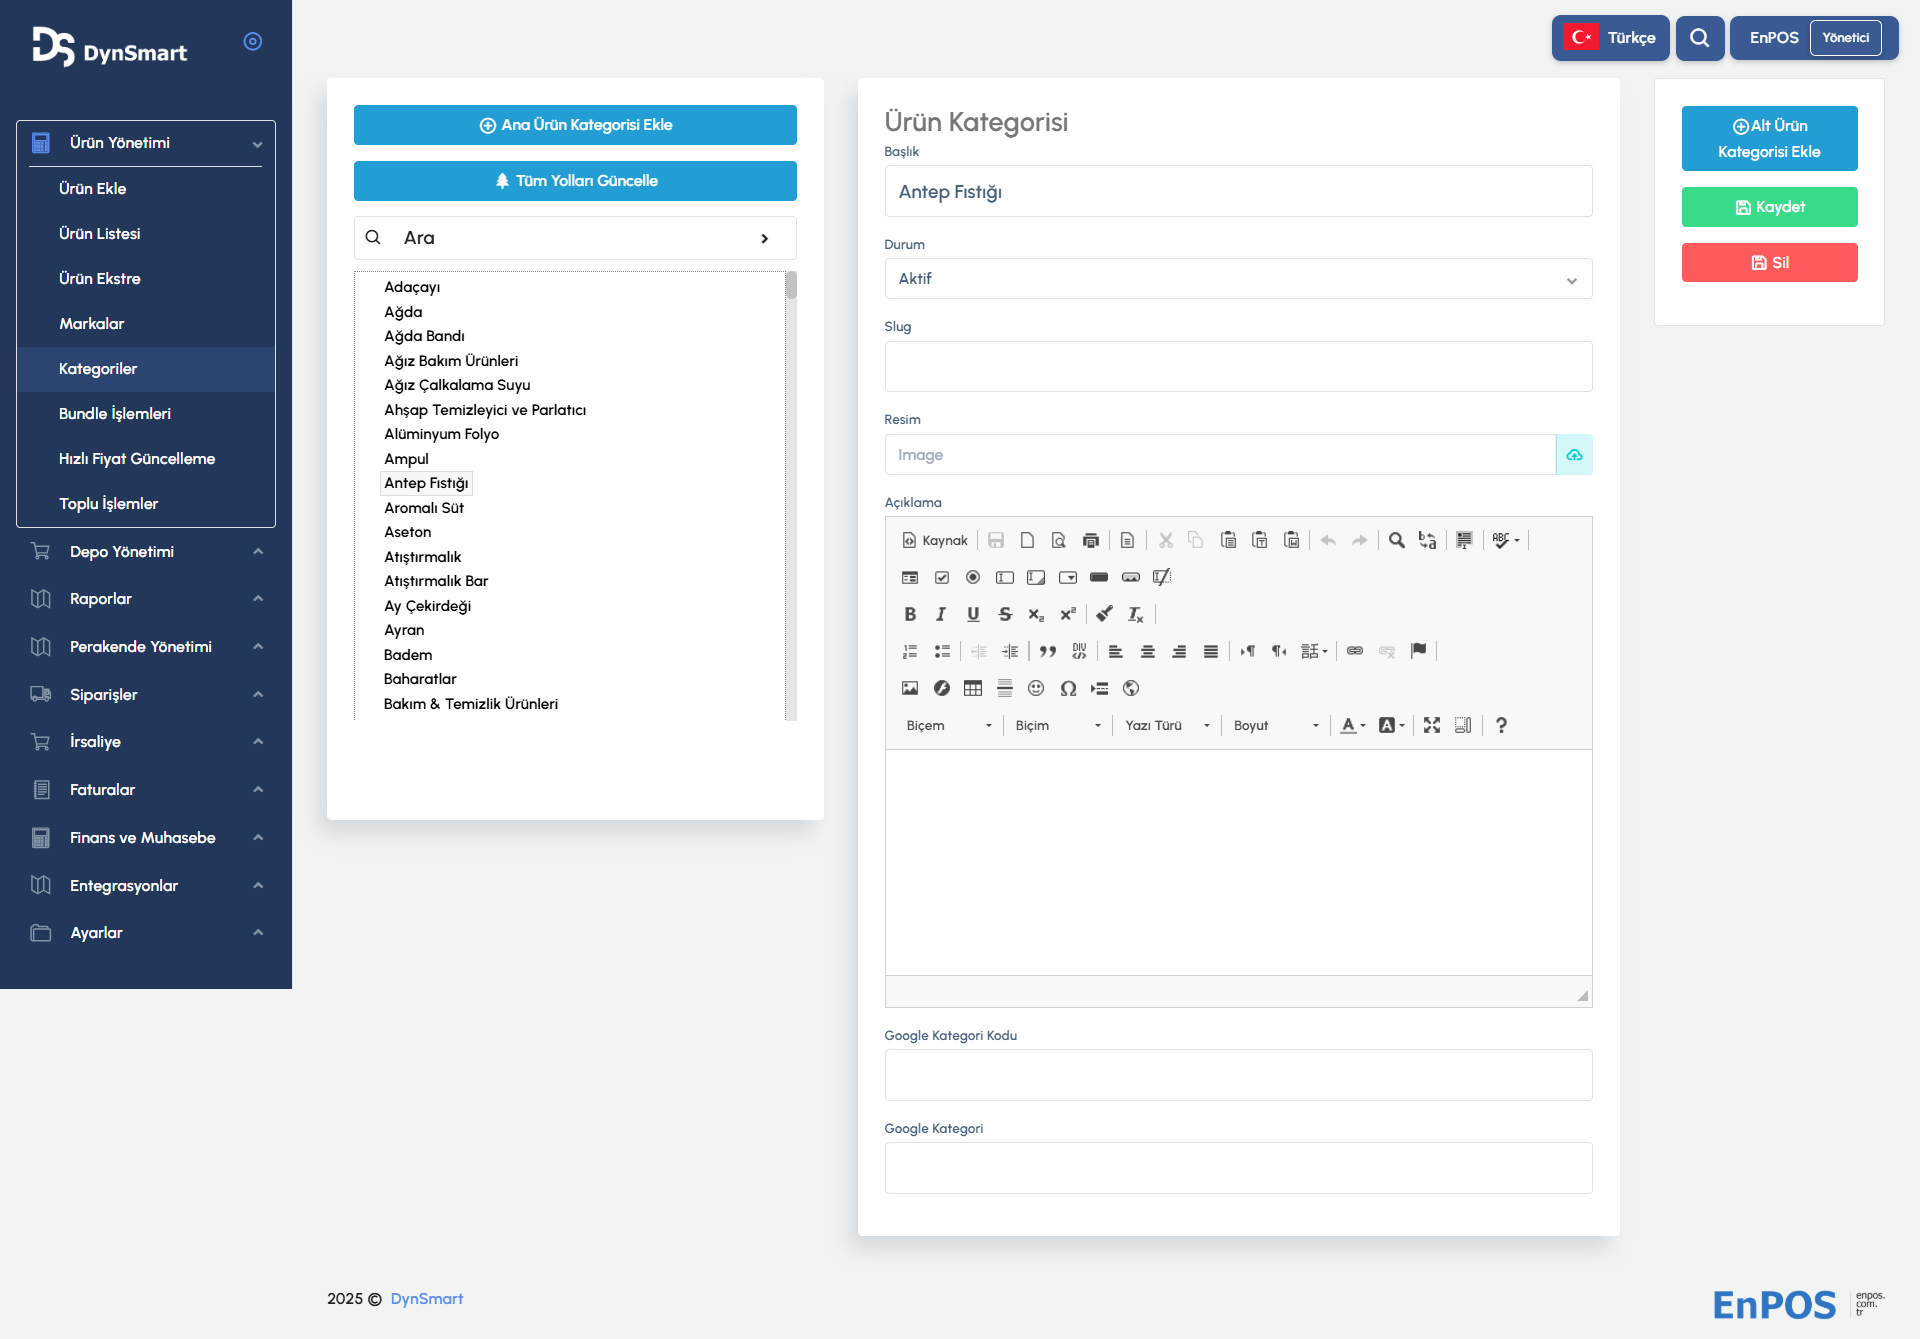 DynSmart
Türkçe
EnPOS
Yönetici
Ürün Yönetimi
Ürün Ekle
Ürün Listesi
Ürün Ekstre
Markalar
Kategoriler
Bundle İşlemleri
Hızlı Fiyat Güncelleme
Toplu İşlemler
Depo Yönetimi
Raporlar
Perakende Yönetimi
Siparişler
İrsaliye
Faturalar
Finans ve Muhasebe
Entegrasyonlar
Ayarlar
Ana Ürün Kategorisi Ekle
Tüm Yolları Güncelle
Ara
Adaçayı
Ağda
Ağda Bandı
Ağız Bakım Ürünleri
Ağız Çalkalama Suyu
Ahşap Temizleyici ve Parlatıcı
Alüminyum Folyo
Ampul
Antep Fıstığı
Aromalı Süt
Aseton
Atıştırmalık
Atıştırmalık Bar
Ay Çekirdeği
Ayran
Badem
Baharatlar
Bakım & Temizlik Ürünleri
Ürün Kategorisi
Başlık
Antep Fıstığı
Durum
Aktif
Slug
Resim
Image
Açıklama
Kaynak
Biçem
Biçim
Yazı Türü
Boyut
Google Kategori Kodu
Google Kategori
Alt Ürün
Kategorisi Ekle
Kaydet
Sil
2025 © DynSmart
EnPOS
enpos.
com.
tr